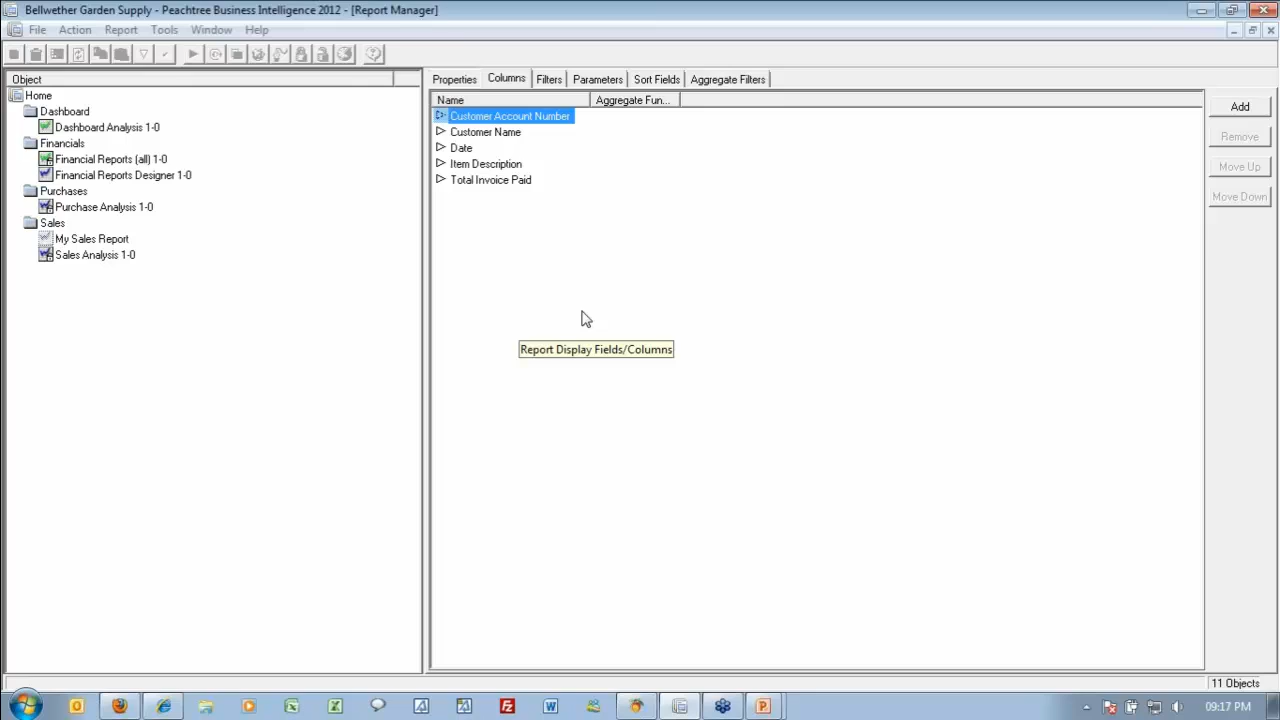 Bellwether Garden Supply - Peachtree Business Intelligence 2012 - [Report Manager]
File Action Report Tools Window Help
Object
Home
Dashboard
Dashboard Analysis 1-0
Financials
Financial Reports (all) 1-0
Financial Reports Designer 1-0
Purchases
Purchase Analysis 1-0
Sales
My Sales Report
Sales Analysis 1-0
Properties Columns Filters Parameters Sort Fields Aggregate Filters
Name Aggregate Fun...
Customer Account Number
Customer Name
Date
Item Description
Total Invoice Paid
Report Display Fields/Columns
Add
Remove
Move Up
Move Down
11 Objects
09:17 PM